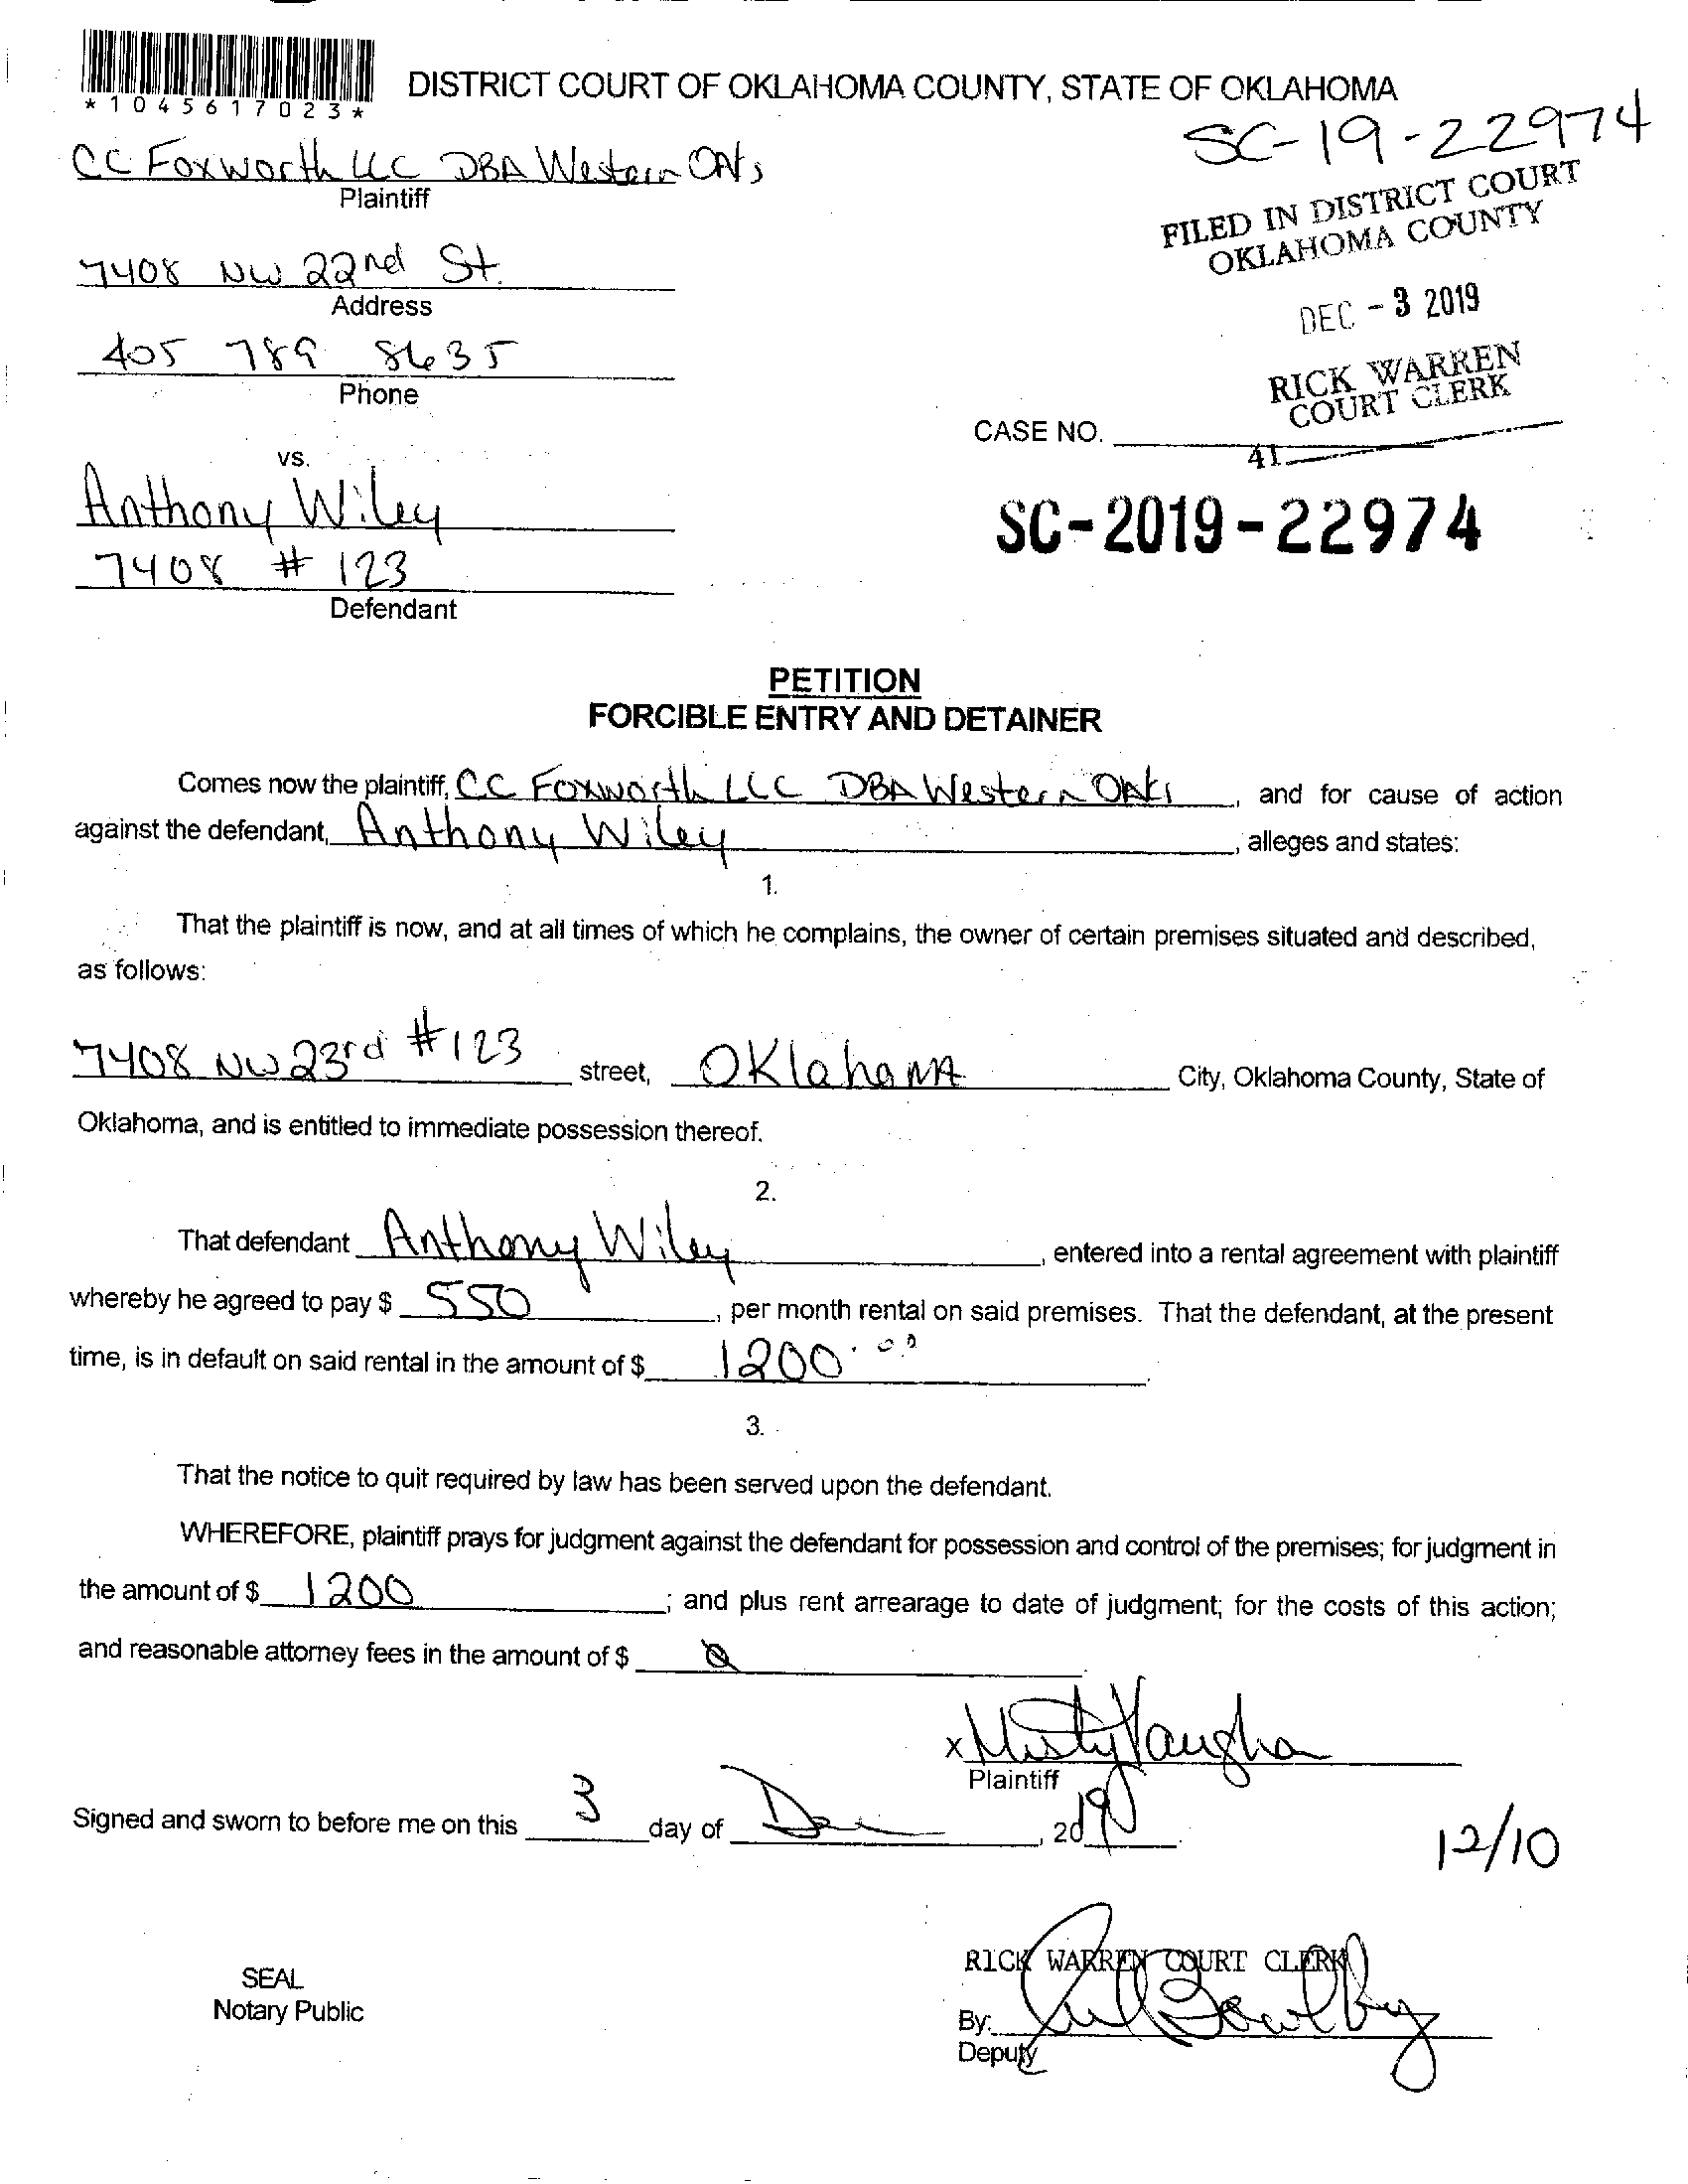 *1045617023*
DISTRICT COURT OF OKLAHOMA COUNTY, STATE OF OKLAHOMA
SC-19-22974
CC Foxworth LLC DBA Western OAks
Plaintiff
FILED IN DISTRICT COURT
OKLAHOMA COUNTY
7408 NW 22nd St.
Address
DEC - 3 2019
405 789 8635
Phone
RICK WARREN
COURT CLERK
CASE NO.
41
vs.
Anthony Wiley
SC-2019-22974
7408 # 123
Defendant
PETITION
FORCIBLE ENTRY AND DETAINER
Comes now the plaintiff, CC Foxworth LLC DBA Western OAks, and for cause of action
against the defendant, Anthony Wiley, alleges and states:
1.
That the plaintiff is now, and at all times of which he complains, the owner of certain premises situated and described,
as follows:
7408 NW 23rd #123 street, OKlahomA City, Oklahoma County, State of
Oklahoma, and is entitled to immediate possession thereof.
2.
That defendant Anthony Wiley, entered into a rental agreement with plaintiff
whereby he agreed to pay $ 550, per month rental on said premises. That the defendant, at the present
time, is in default on said rental in the amount of $ 1200.00.
3.
That the notice to quit required by law has been served upon the defendant.
WHEREFORE, plaintiff prays for judgment against the defendant for possession and control of the premises; for judgment in
the amount of $ 1200; and plus rent arrearage to date of judgment; for the costs of this action;
and reasonable attorney fees in the amount of $ 0
x Misty Vaughn
Plaintiff
Signed and sworn to before me on this 3 day of Dec, 2019.
12/10
RICK WARREN COURT CLERK
SEAL
Notary Public
By:
Deputy